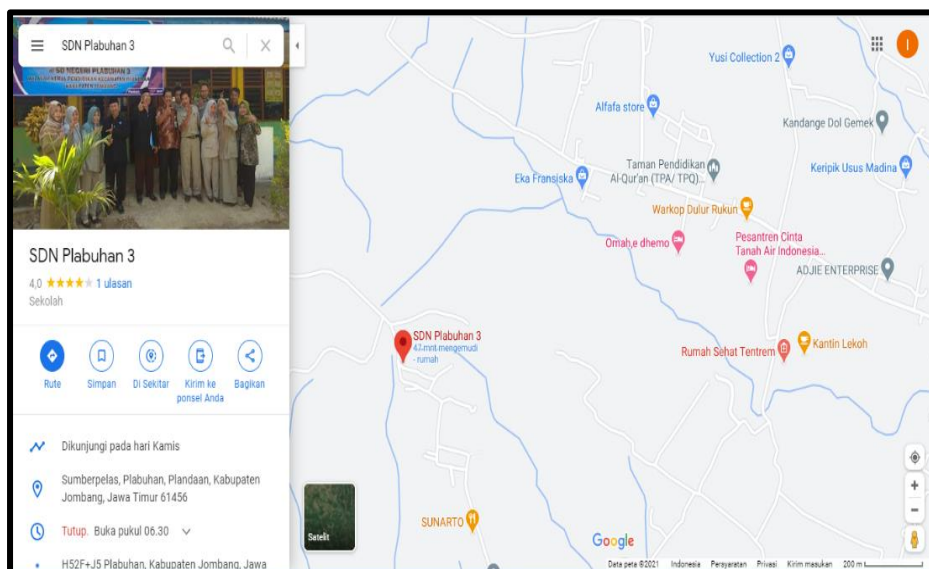 SDN Plabuhan 3
SD NEGERI PLABUHAN 3
SDN Plabuhan 3
4,0 1 ulasan
Sekolah
Rute
Simpan
Di Sekitar
Kirim ke
ponsel Anda
Bagikan
Dikunjungi pada hari Kamis
Sumberpelas, Plabuhan, Plandaan, Kabupaten
Jombang, Jawa Timur 61456
Tutup. Buka pukul 06.30
H52F+J5 Plabuhan, Kabupaten Jombang, Jawa
Yusi Collection 2
I
Alfafa store
Kandange Dol Gemek
Taman Pendidikan
Al-Qur'an (TPA/ TPQ)...
Keripik Usus Madina
Eka Fransiska
Warkop Dulur Rukun
Omah,e dhemo
Pesantren Cinta
Tanah Air Indonesia...
ADJIE ENTERPRISE
SDN Plabuhan 3
47 mnt mengemudi
- rumah
Rumah Sehat Tentrem
Kantin Lekoh
SUNARTO
Satelit
Google
Data peta ©2021 Indonesia Persyaratan Privasi Kirim masukan 200 m